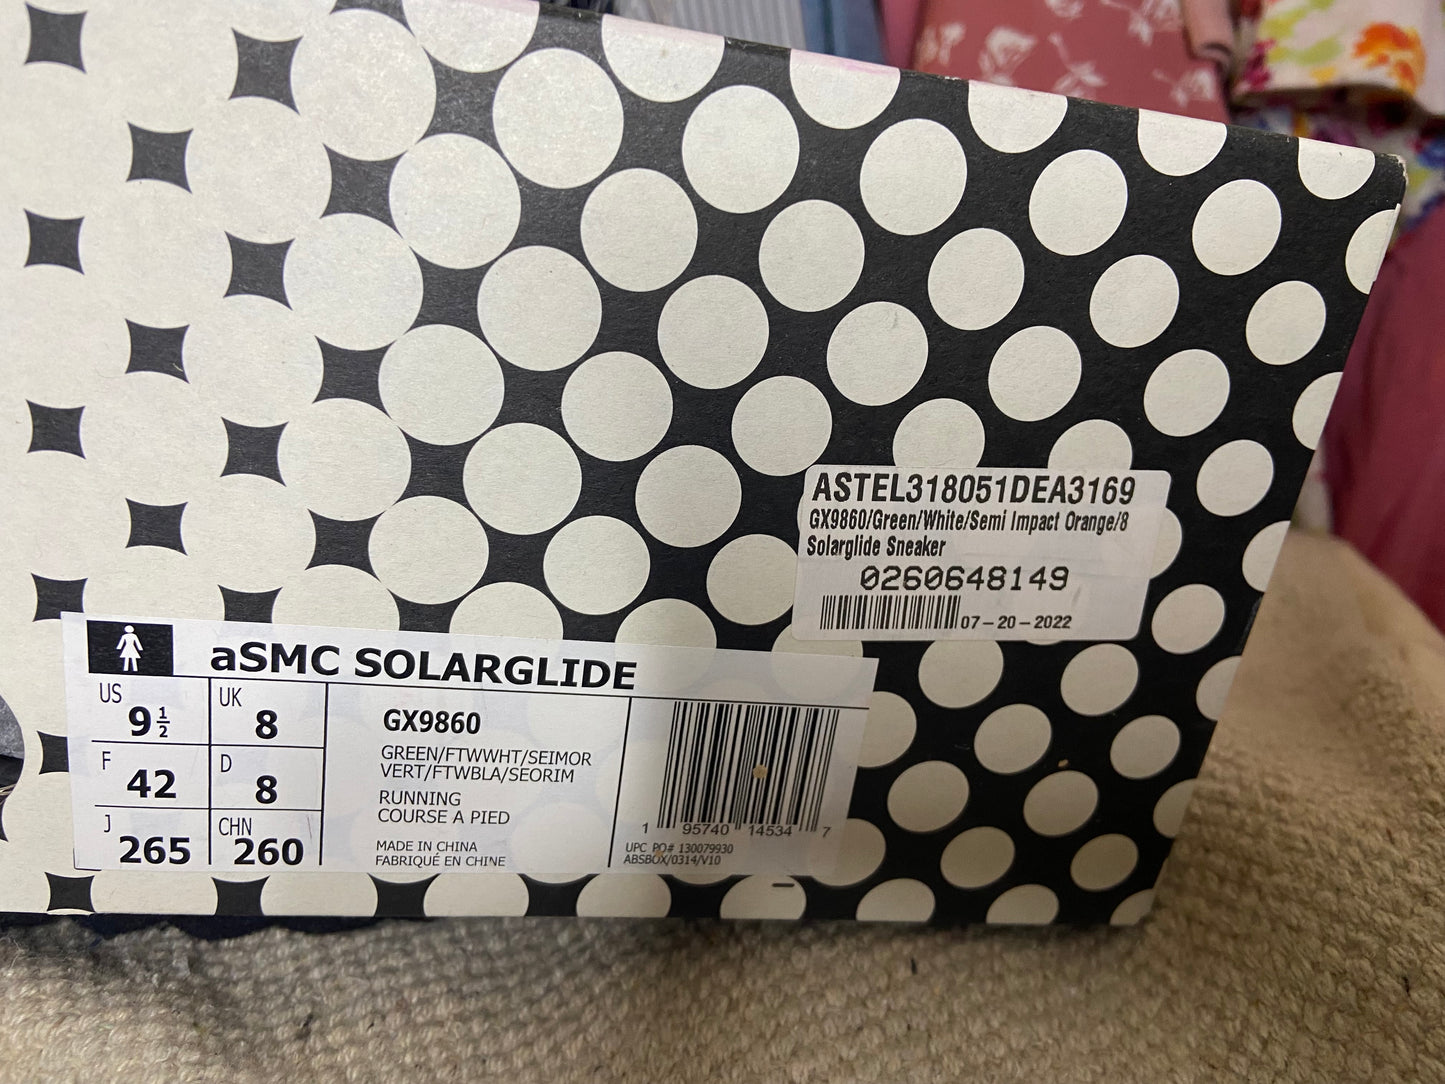 ASTEL318051DEA3169
GX9860/Green/White/Semi Impact Orange/8
Solarglide Sneaker
0260648149
07-20-2022
aSMC SOLARGLIDE
US 9 1/2
UK 8
F 42
D 8
J 265
CHN 260
GX9860
GREEN/FTWWHT/SEIMOR
VERT/FTWBLA/SEORIM
RUNNING
COURSE A PIED
MADE IN CHINA
FABRIQUÉ EN CHINE
1 95740 14534 7
UPC PO# 130079930
ABSBOX/0314/V10